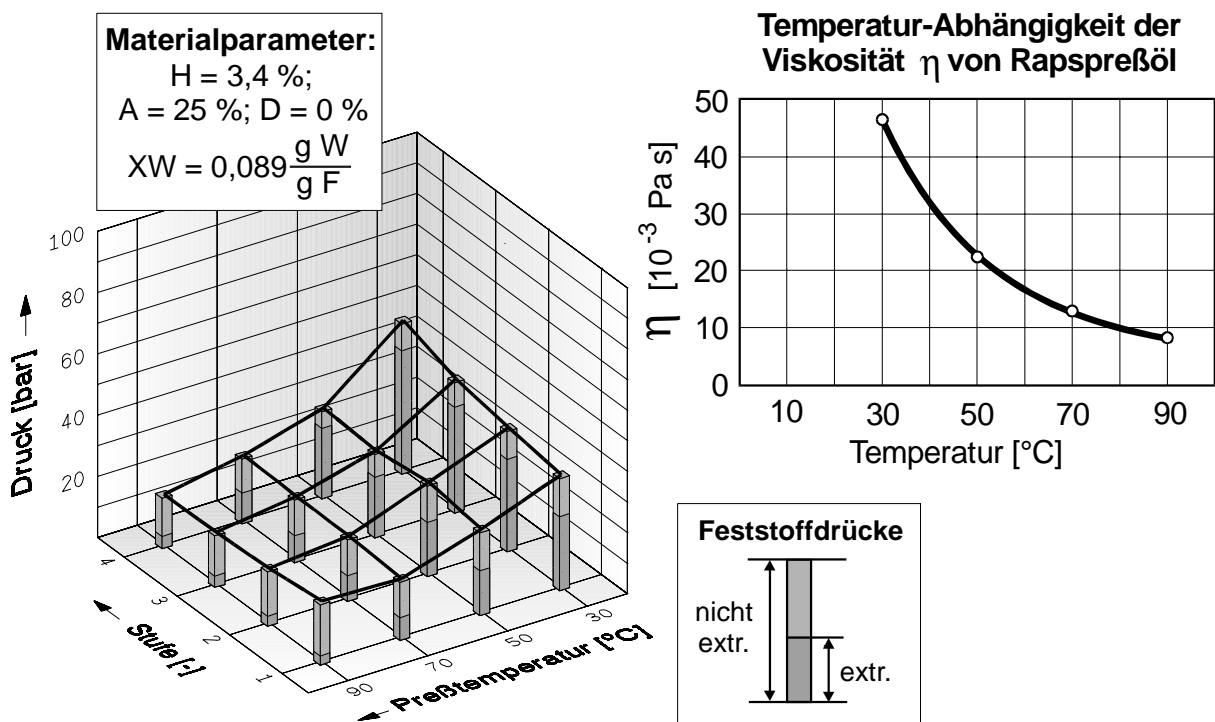 Materialparameter:
H = 3,4 %;
A = 25 %; D = 0 %
XW = 0,089 g W
g F
Druck [bar]
100
80
60
40
20
4
3
2
1
Stufe [-]
90
70
50
30
Preßtemperatur [°C]
Temperatur-Abhängigkeit der
Viskosität η von Rapspreßöl
η [10⁻³ Pa s]
50
40
30
20
10
0
10 30 50 70 90
Temperatur [°C]
Feststoffdrücke
nicht
extr.
extr.